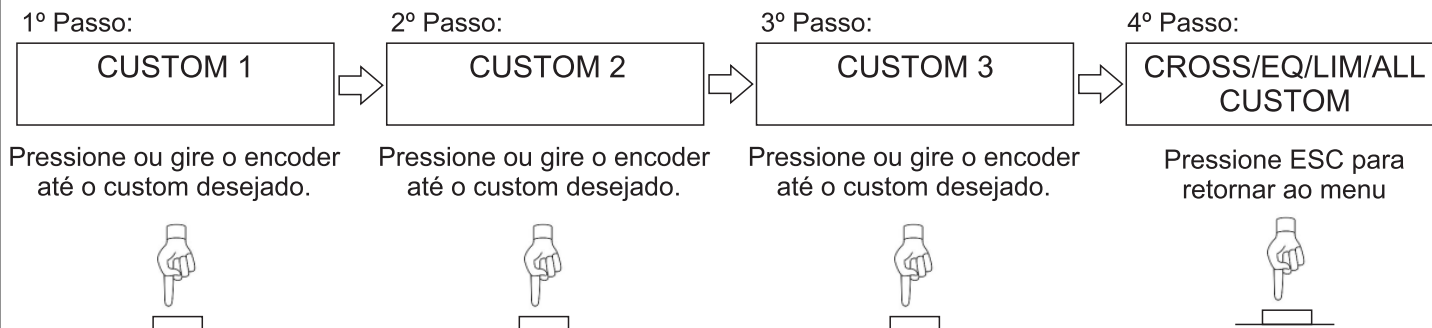 1º Passo:
CUSTOM 1
Pressione ou gire o encoder
até o custom desejado.
2º Passo:
CUSTOM 2
Pressione ou gire o encoder
até o custom desejado.
3º Passo:
CUSTOM 3
Pressione ou gire o encoder
até o custom desejado.
4º Passo:
CROSS/EQ/LIM/ALL
CUSTOM
Pressione ESC para
retornar ao menu